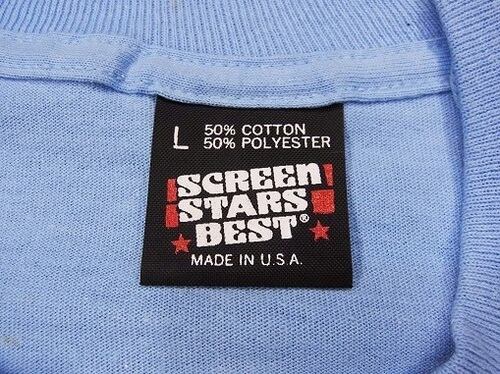 L 50% COTTON
50% POLYESTER
SCREEN
STARS
BEST®
MADE IN U.S.A.